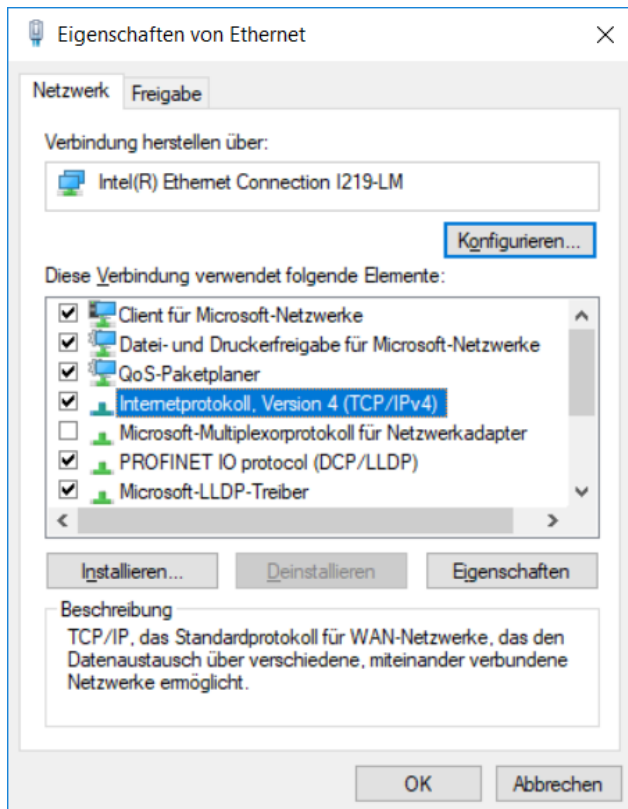 Eigenschaften von Ethernet
Netzwerk
Freigabe
Verbindung herstellen über:
Intel(R) Ethernet Connection I219-LM
Konfigurieren...
Diese Verbindung verwendet folgende Elemente:
Client für Microsoft-Netzwerke
Datei- und Druckerfreigabe für Microsoft-Netzwerke
QoS-Paketplaner
Internetprotokoll, Version 4 (TCP/IPv4)
Microsoft-Multiplexorprotokoll für Netzwerkadapter
PROFINET IO protocol (DCP/LLDP)
Microsoft-LLDP-Treiber
Installieren...
Deinstallieren
Eigenschaften
Beschreibung
TCP/IP, das Standardprotokoll für WAN-Netzwerke, das den
Datenaustausch über verschiedene, miteinander verbundene
Netzwerke ermöglicht.
OK
Abbrechen